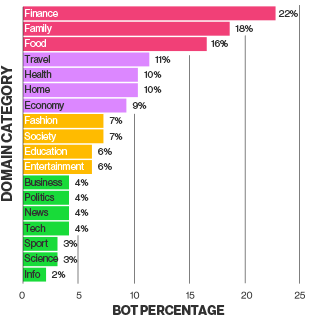 Finance 22%
Family 18%
Food 16%
Travel 11%
Health 10%
Home 10%
Economy 9%
Fashion 7%
Society 7%
Education 6%
Entertainment 6%
Business 4%
Politics 4%
News 4%
Tech 4%
Sport 3%
Science 3%
Info 2%
0 5 10 15 20 25
BOT PERCENTAGE
DOMAIN CATEGORY